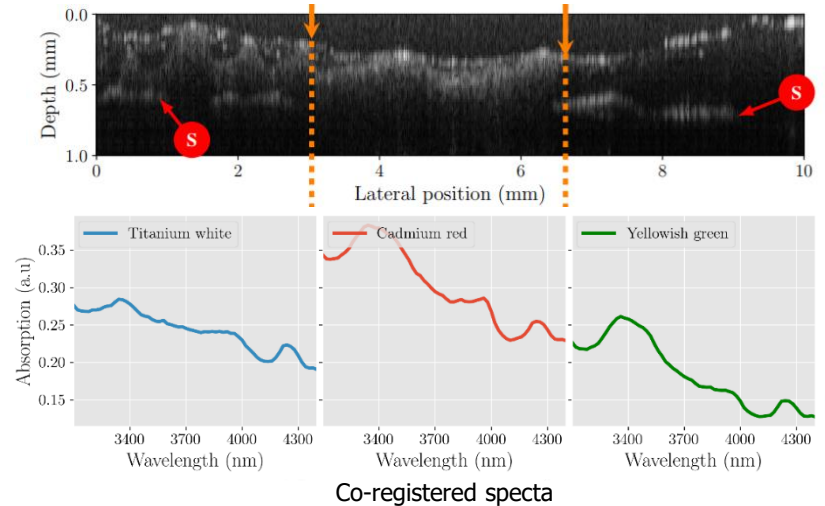 0.0
0.5
1.0
Depth (mm)
S
S
0
2
4
6
8
10
Lateral position (mm)
Titanium white
Cadmium red
Yellowish green
0.35
0.30
0.25
0.20
0.15
Absorption (a.u)
3400 3700 4000 4300
3400 3700 4000 4300
3400 3700 4000 4300
Wavelength (nm)
Wavelength (nm)
Wavelength (nm)
Co-registered specta